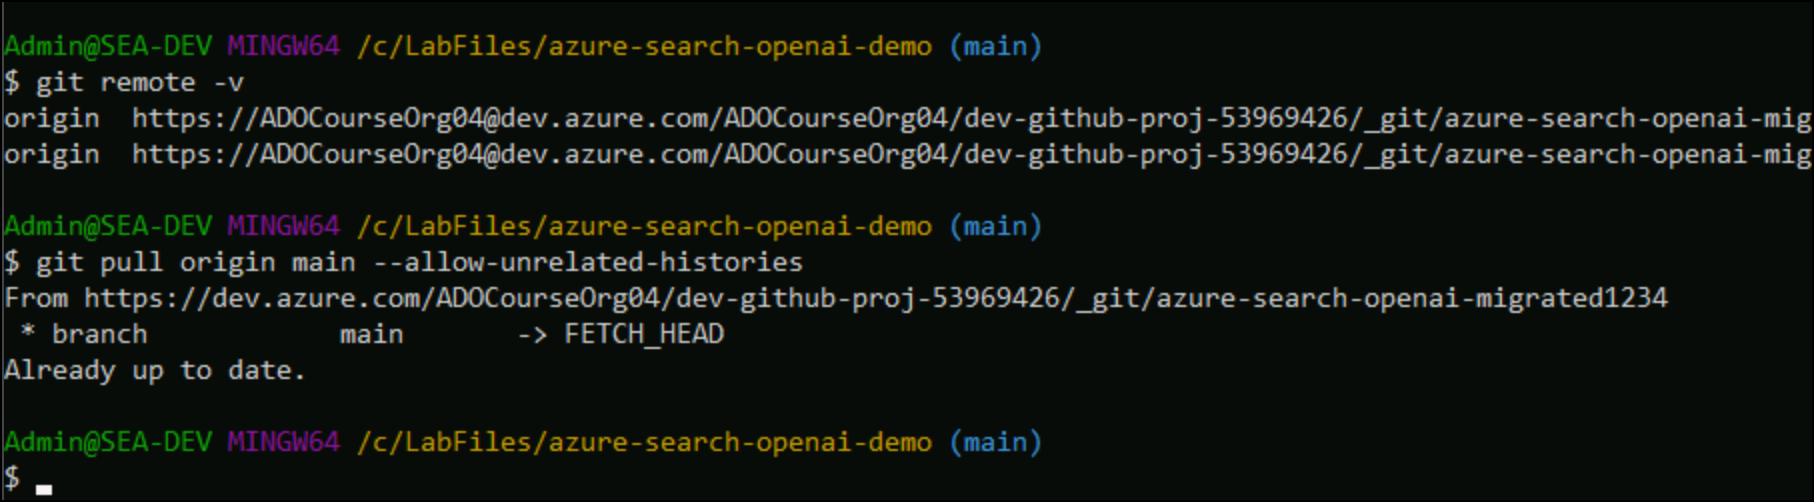 Admin@SEA-DEV MINGW64 /c/LabFiles/azure-search-openai-demo (main)
$ git remote -v
origin  https://ADOCourseOrg04@dev.azure.com/ADOCourseOrg04/dev-github-proj-53969426/_git/azure-search-openai-mig
origin  https://ADOCourseOrg04@dev.azure.com/ADOCourseOrg04/dev-github-proj-53969426/_git/azure-search-openai-mig
Admin@SEA-DEV MINGW64 /c/LabFiles/azure-search-openai-demo (main)
$ git pull origin main --allow-unrelated-histories
From https://dev.azure.com/ADOCourseOrg04/dev-github-proj-53969426/_git/azure-search-openai-migrated1234
 * branch            main       -> FETCH_HEAD
Already up to date.
Admin@SEA-DEV MINGW64 /c/LabFiles/azure-search-openai-demo (main)
$